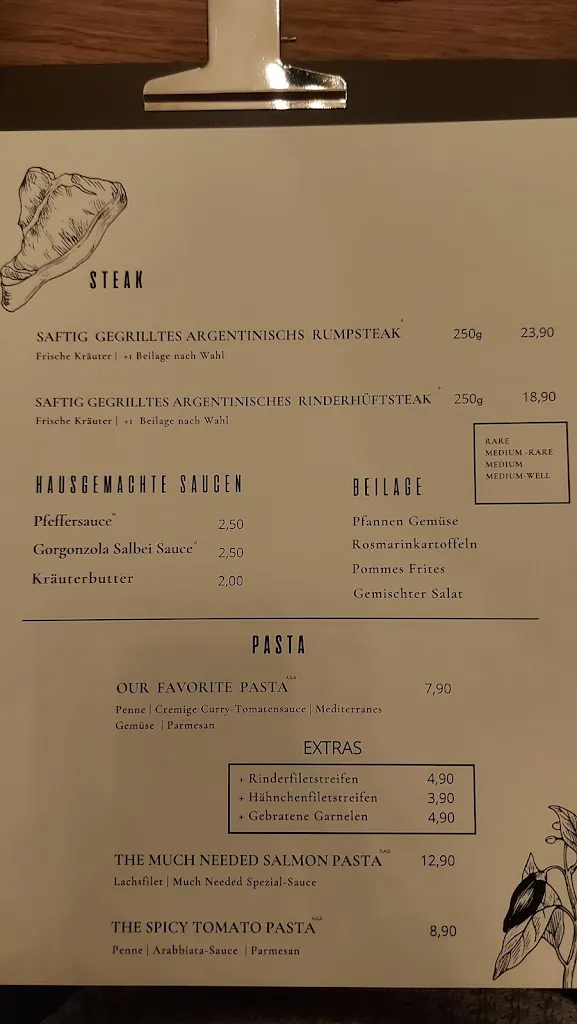 STEAK
SAFTIG GEGRILLTES ARGENTINISCHS RUMPSTEAK 250g 23,90
Frische Kräuter | +1 Beilage nach Wahl
SAFTIG GEGRILLTES ARGENTINISCHES RINDERHÜFTSTEAK 250g 18,90
Frische Kräuter | +1 Beilage nach Wahl
RARE
MEDIUM -RARE
MEDIUM
MEDIUM-WELL
HAUSGEMACHTE SAUCEN
Pfeffersauce 2,50
Gorgonzola Salbei Sauce 2,50
Kräuterbutter 2,00
BEILAGE
Pfannen Gemüse
Rosmarinkartoffeln
Pommes Frites
Gemischter Salat
PASTA
OUR FAVORITE PASTA 7,90
Penne | Cremige Curry-Tomatensauce | Mediterranes
Gemüse | Parmesan
EXTRAS
+ Rinderfiletstreifen 4,90
+ Hähnchenfiletstreifen 3,90
+ Gebratene Garnelen 4,90
THE MUCH NEEDED SALMON PASTA 12,90
Lachsfilet | Much Needed Spezial-Sauce
THE SPICY TOMATO PASTA 8,90
Penne | Arabbiata-Sauce | Parmesan